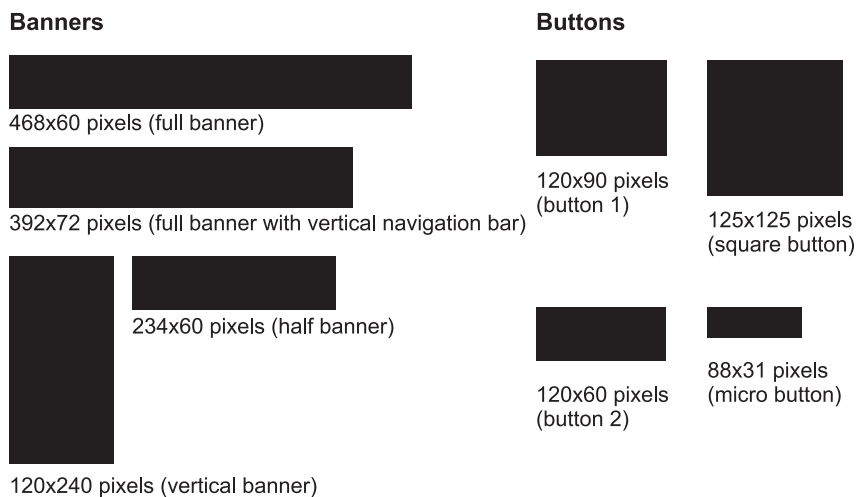 Banners
468x60 pixels (full banner)
392x72 pixels (full banner with vertical navigation bar)
234x60 pixels (half banner)
120x240 pixels (vertical banner)
Buttons
120x90 pixels
(button 1)
125x125 pixels
(square button)
120x60 pixels
(button 2)
88x31 pixels
(micro button)